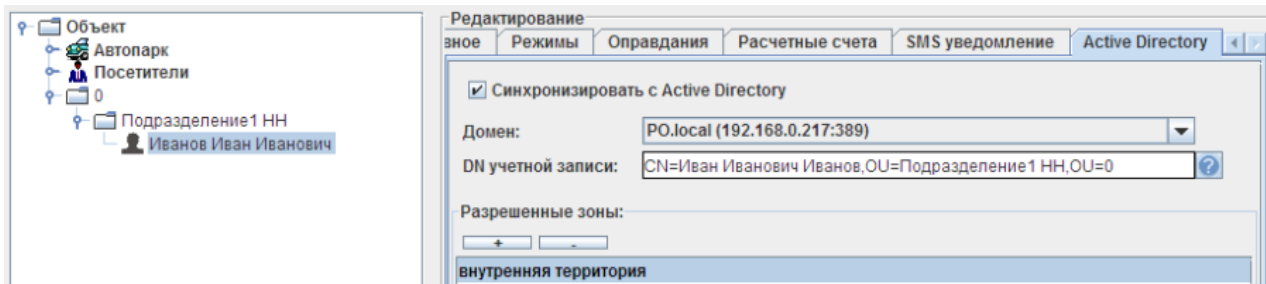 Объект
Автопарк
Посетители
0
Подразделение1 НН
Иванов Иван Иванович
Редактирование
вное Режимы Оправдания Расчетные счета SMS уведомление Active Directory
Синхронизировать с Active Directory
Домен: PO.local (192.168.0.217:389)
DN учетной записи: CN=Иван Иванович Иванов,OU=Подразделение1 НН,OU=0 ?
Разрешенные зоны:
+ -
внутренняя территория